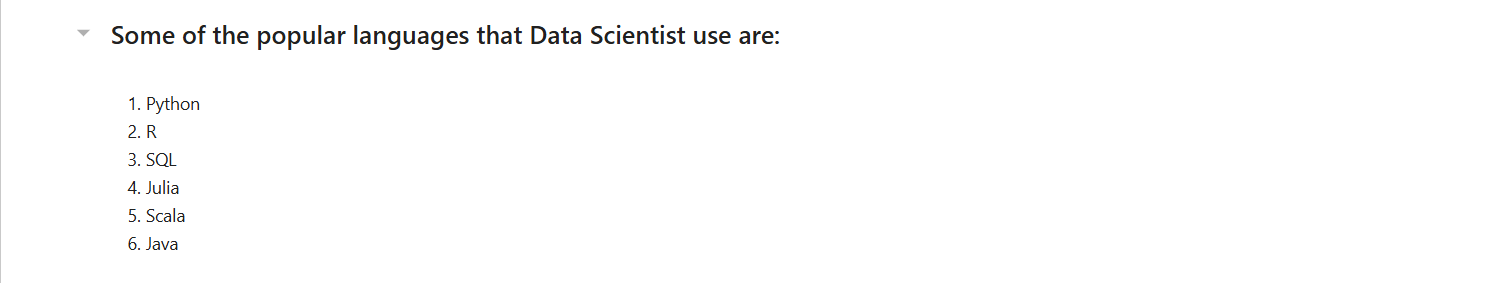 Some of the popular languages that Data Scientist use are:
1. Python
2. R
3. SQL
4. Julia
5. Scala
6. Java